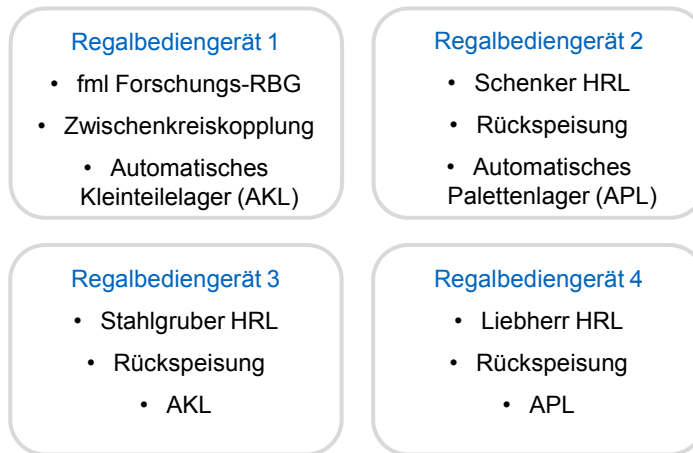 Regalbediengerät 1
• fml Forschungs-RBG
• Zwischenkreiskopplung
• Automatisches
Kleinteilelager (AKL)
Regalbediengerät 2
• Schenker HRL
• Rückspeisung
• Automatisches
Palettenlager (APL)
Regalbediengerät 3
• Stahlgruber HRL
• Rückspeisung
• AKL
Regalbediengerät 4
• Liebherr HRL
• Rückspeisung
• APL